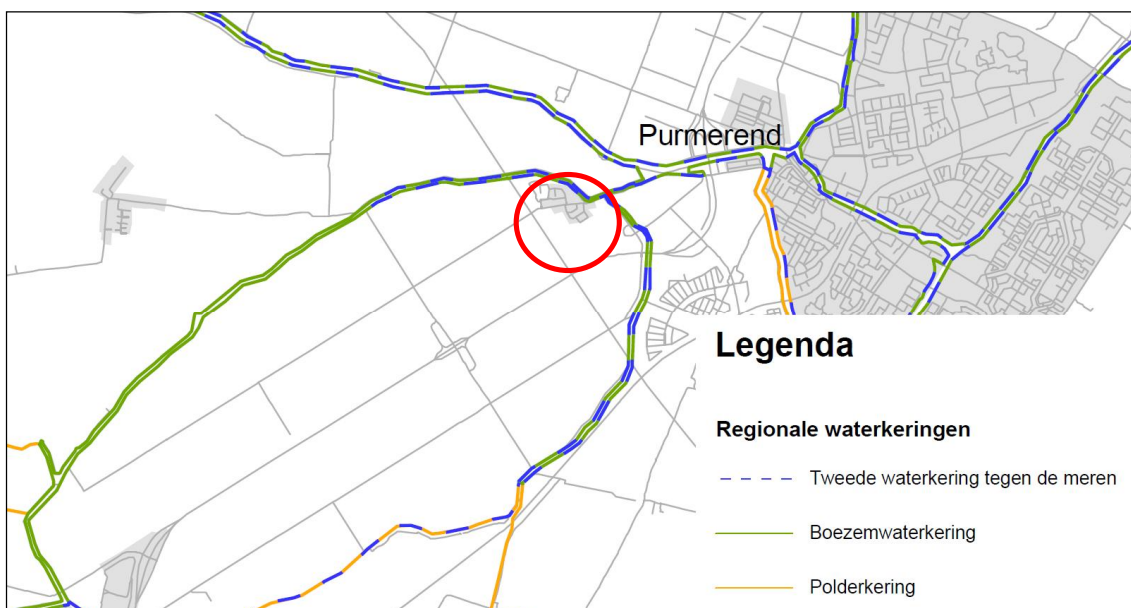 Purmerend
Legenda
Regionale waterkeringen
Tweede waterkering tegen de meren
Boezemwaterkering
Polderkering